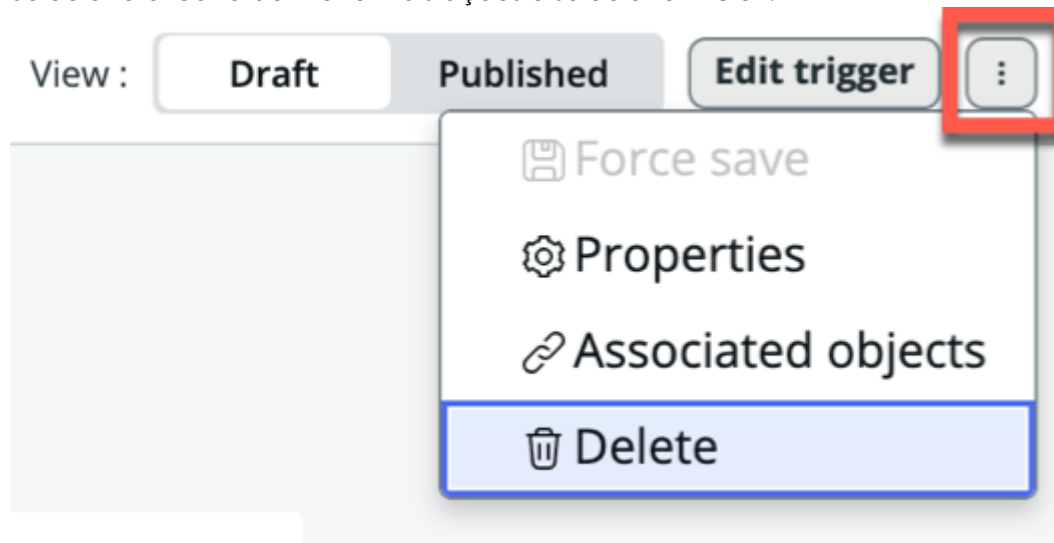 View : Draft Published Edit trigger
Force save
Properties
Associated objects
Delete